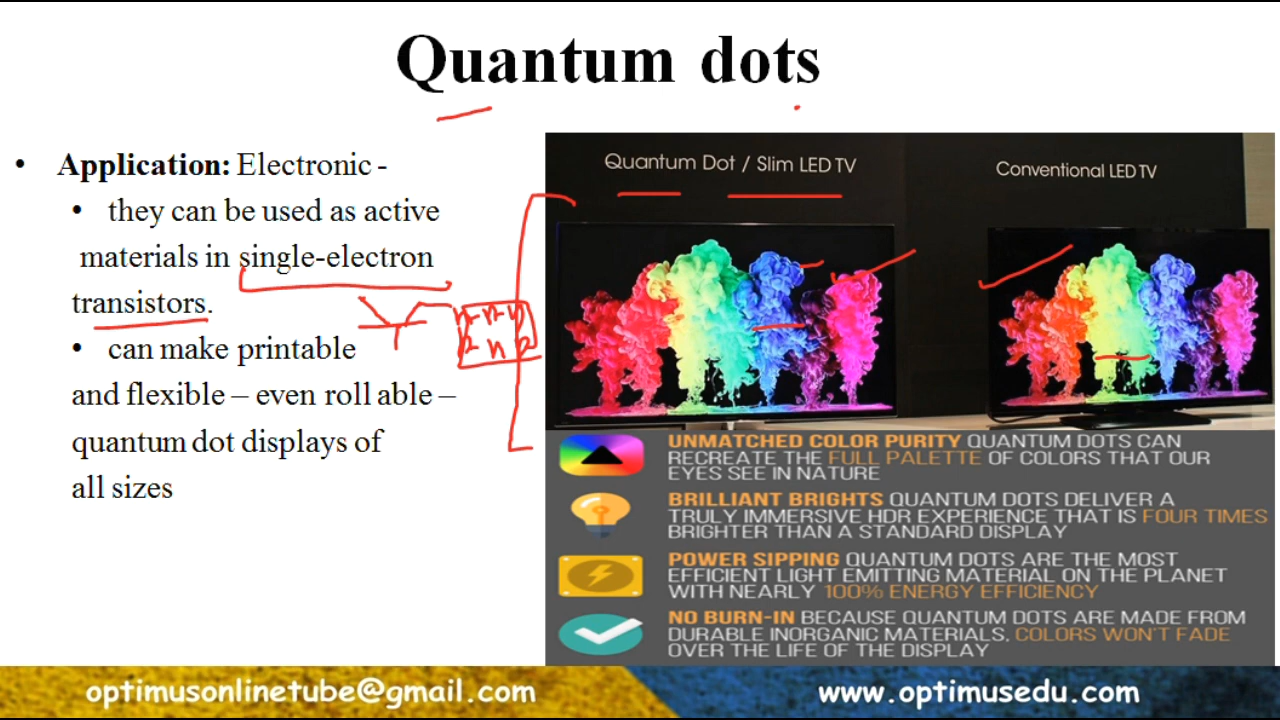 Quantum dots
• Application: Electronic -
• they can be used as active
materials in single-electron
transistors.
• can make printable
and flexible – even roll able –
quantum dot displays of
all sizes
Quantum Dot / Slim LED TV
Conventional LED TV
UNMATCHED COLOR PURITY QUANTUM DOTS CAN
RECREATE THE FULL PALETTE OF COLORS THAT OUR
EYES SEE IN NATURE
BRILLIANT BRIGHTS QUANTUM DOTS DELIVER A
TRULY IMMERSIVE HDR EXPERIENCE THAT IS FOUR TIMES
BRIGHTER THAN A STANDARD DISPLAY
POWER SIPPING QUANTUM DOTS ARE THE MOST
EFFICIENT LIGHT EMITTING MATERIAL ON THE PLANET
WITH NEARLY 100% ENERGY EFFICIENCY
NO BURN-IN BECAUSE QUANTUM DOTS ARE MADE FROM
DURABLE INORGANIC MATERIALS, COLORS WON'T FADE
OVER THE LIFE OF THE DISPLAY
optimusonlinetube@gmail.com
www.optimusedu.com